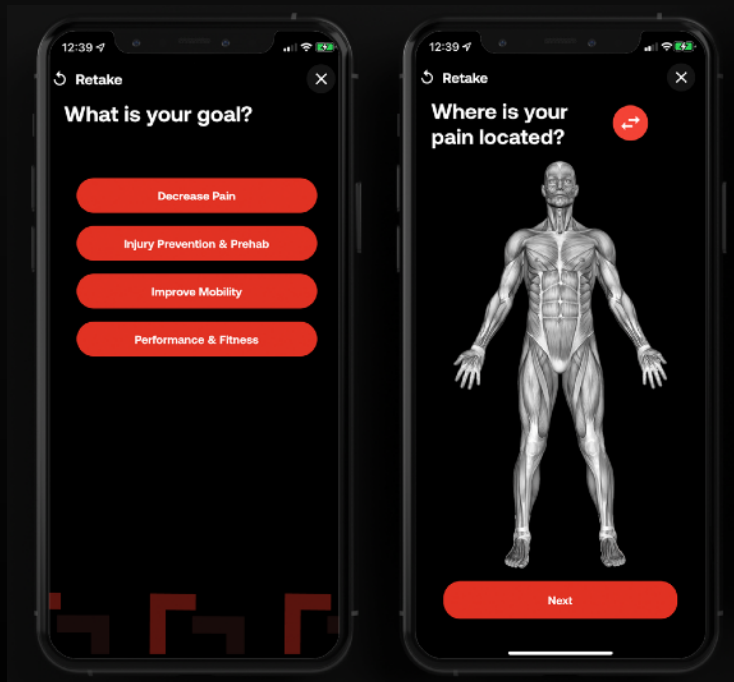 12:39
Retake
What is your goal?
Decrease Pain
Injury Prevention & Prehab
Improve Mobility
Performance & Fitness
12:39
Retake
Where is your
pain located?
Next